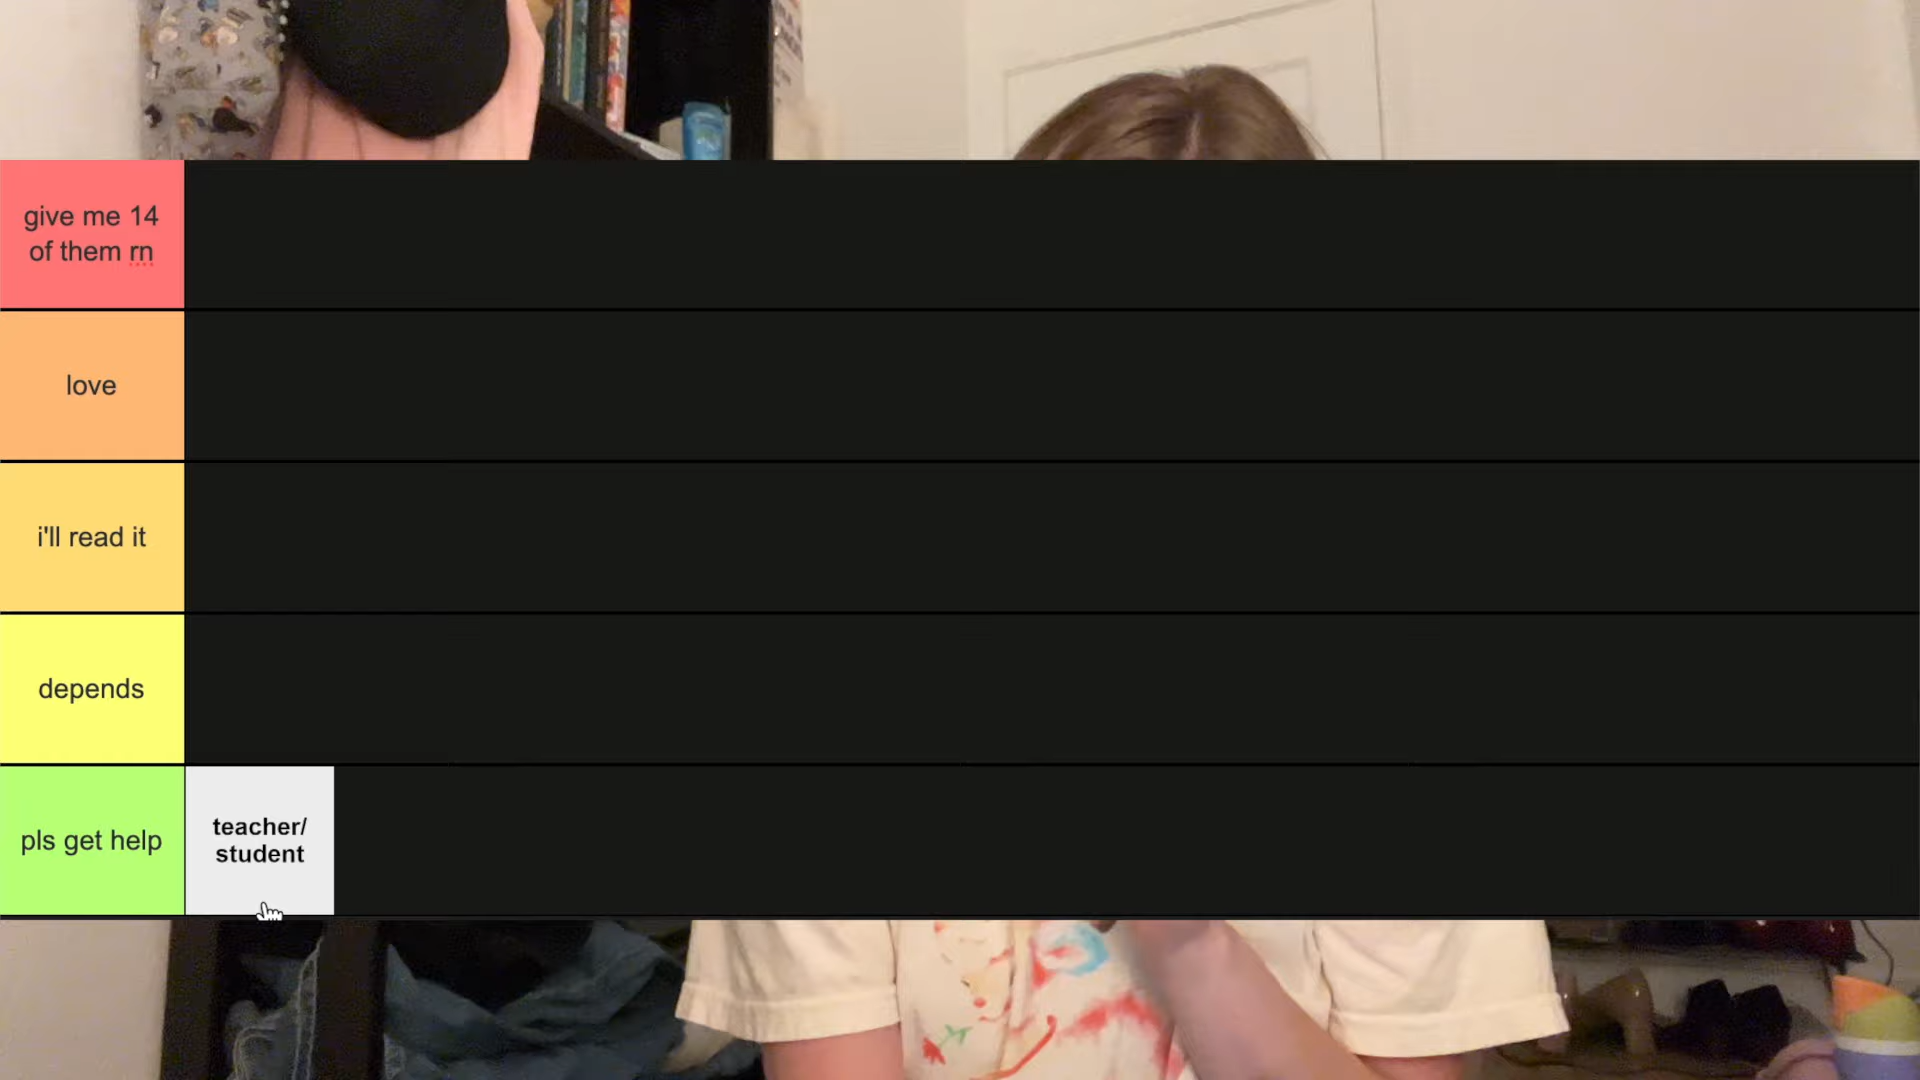 give me 14
of them rn
love
i'll read it
depends
pls get help
teacher/
student